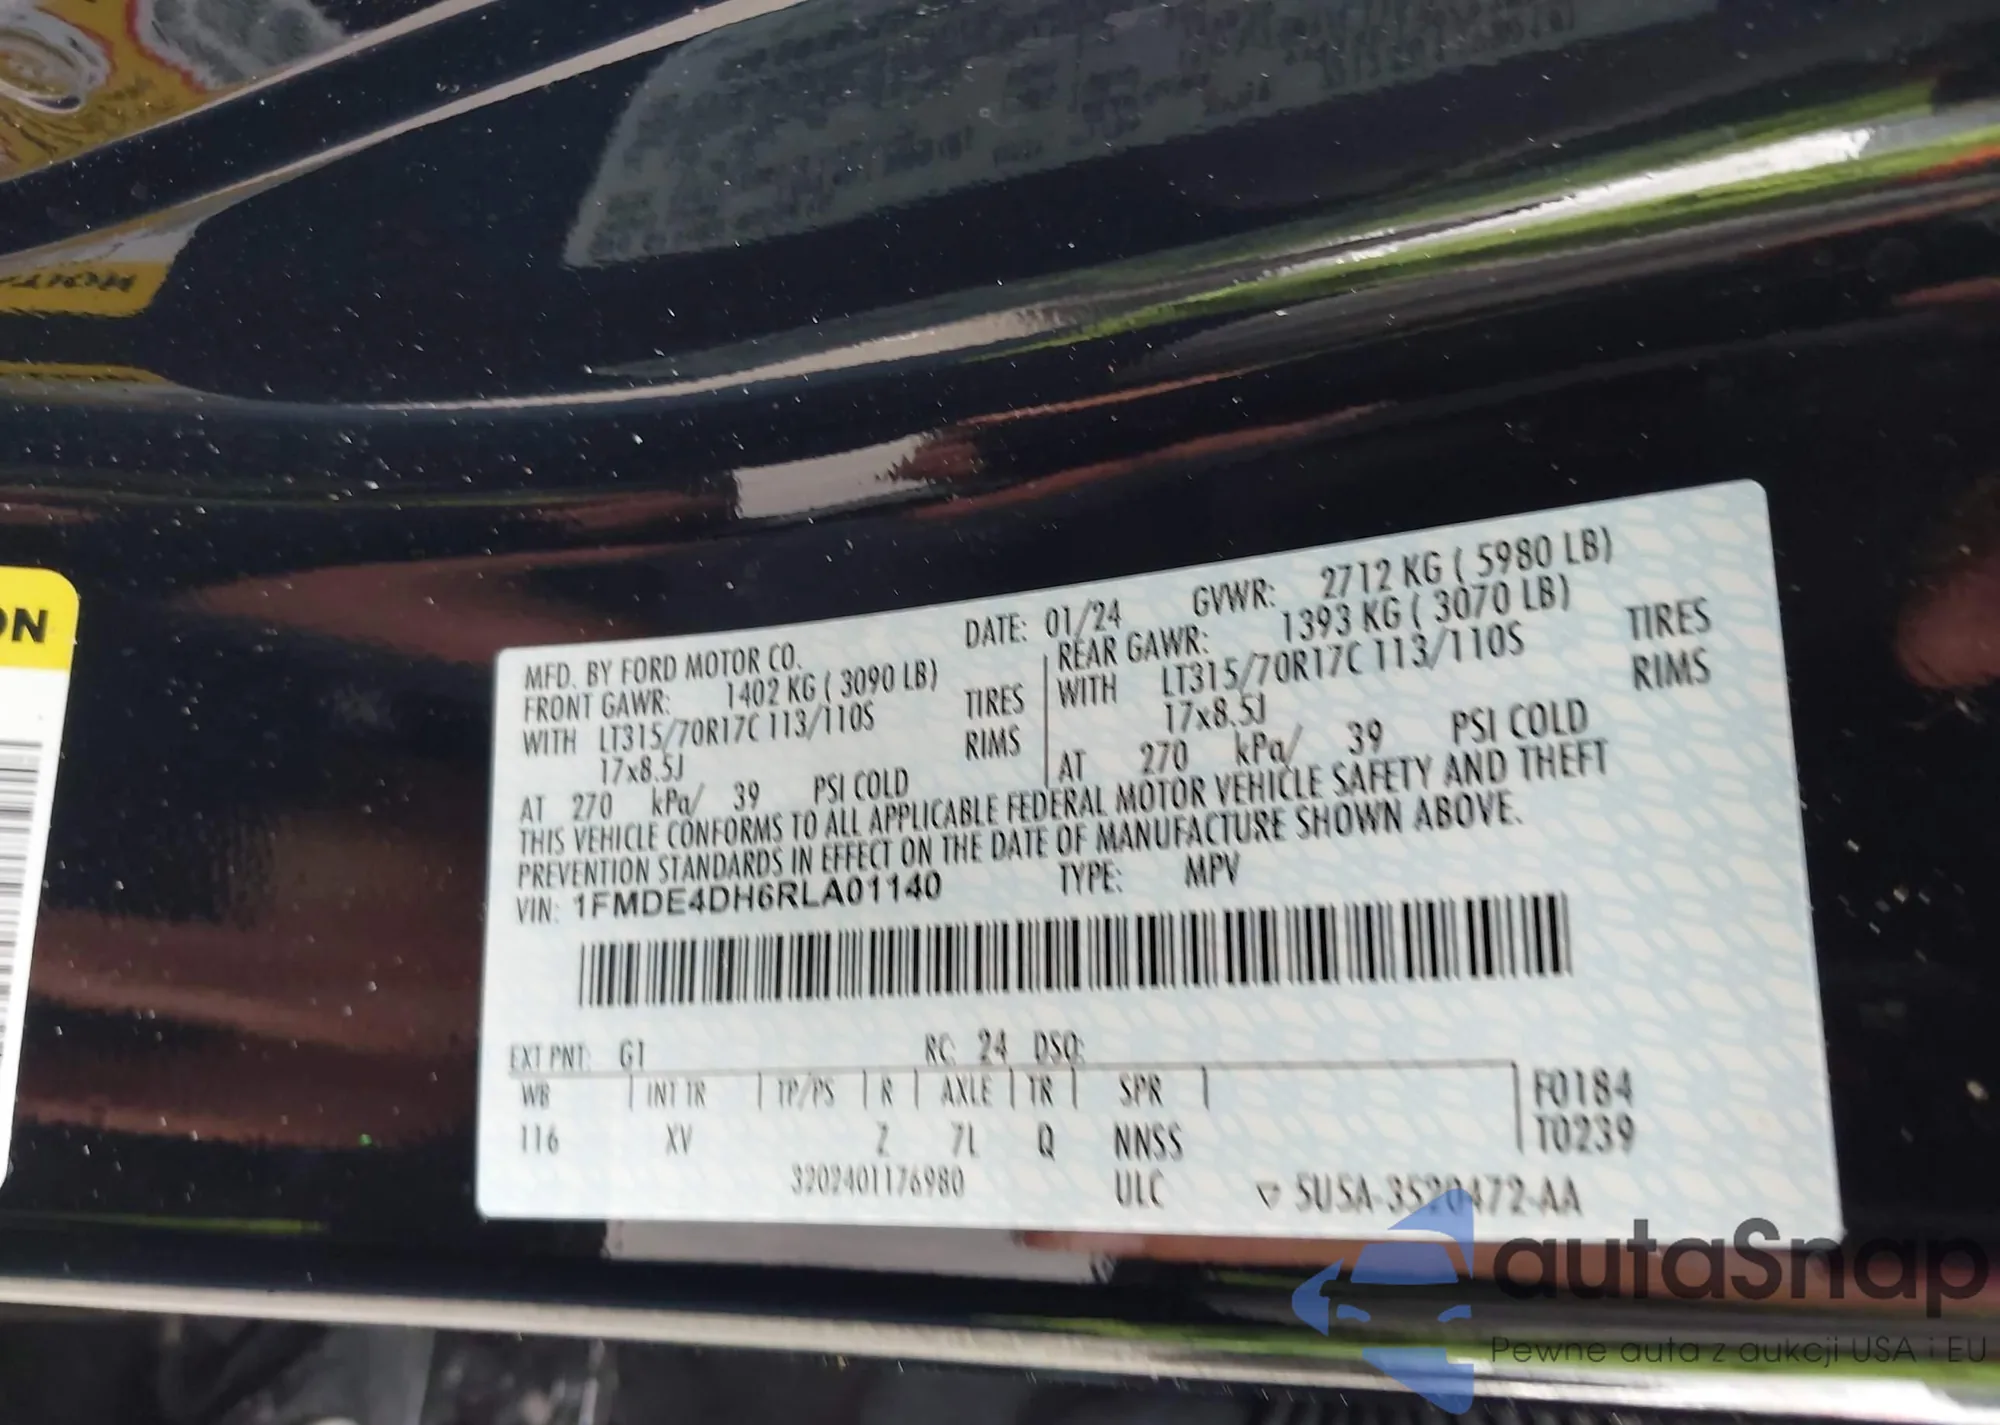 ON
MFD. BY FORD MOTOR CO. DATE: 01/24 GVWR: 2712 KG ( 5980 LB)
FRONT GAWR: 1402 KG ( 3090 LB) REAR GAWR: 1393 KG ( 3070 LB)
WITH LT315/70R17C 113/110S TIRES WITH LT315/70R17C 113/110S TIRES
17x8.5J RIMS 17x8.5J RIMS
AT 270 kPa/ 39 PSI COLD AT 270 kPa/ 39 PSI COLD
THIS VEHICLE CONFORMS TO ALL APPLICABLE FEDERAL MOTOR VEHICLE SAFETY AND THEFT
PREVENTION STANDARDS IN EFFECT ON THE DATE OF MANUFACTURE SHOWN ABOVE.
VIN: 1FMDE4DH6RLA01140 TYPE: MPV
EXT PNT: G1 RC: 24 DSO:
WB INT TR TP/PS R AXLE TR SPR F0184
116 XV Z 7L Q NNSS T0239
3202401176980 ULC ▽ 5U5A-3520472-AA
autaSnap
Pewne auta z aukcji USA i EU